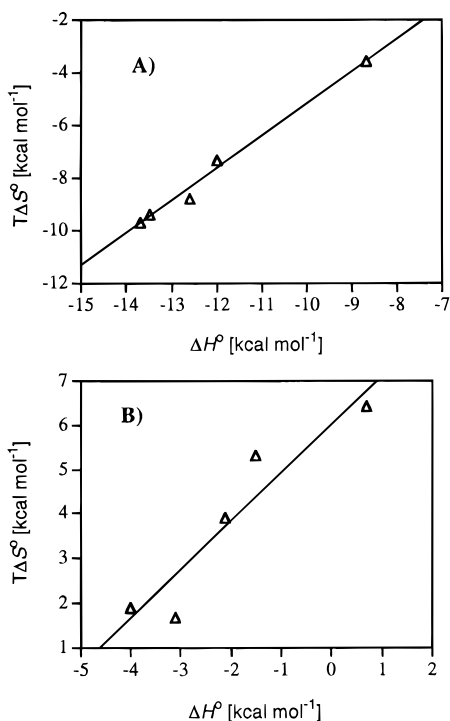 -2
A)
-4
-6
-8
-10
-12
-15 -14 -13 -12 -11 -10 -9 -8 -7
TΔS° [kcal mol⁻¹]
ΔH° [kcal mol⁻¹]
7
B)
6
5
4
3
2
1
-5 -4 -3 -2 -1 0 1 2
TΔS° [kcal mol⁻¹]
ΔH° [kcal mol⁻¹]